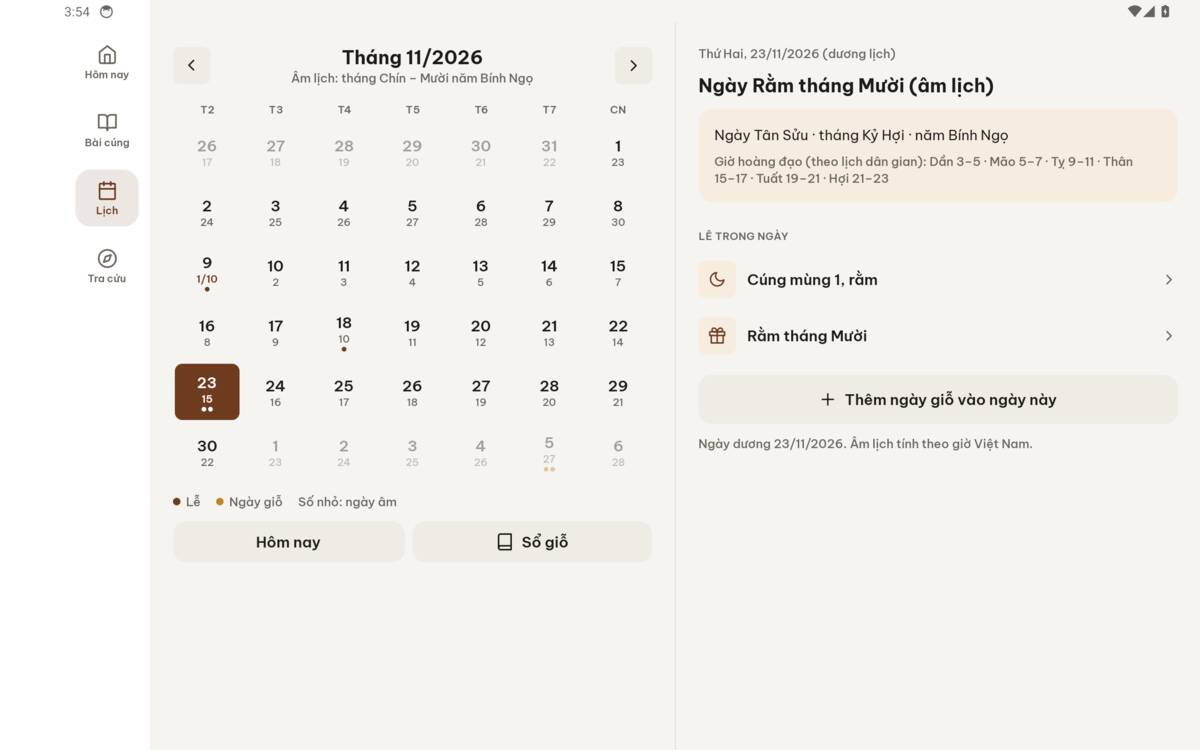 3:54
Hôm nay
Bài cúng
Lịch
Tra cứu
Tháng 11/2026
Âm lịch: tháng Chín – Mười năm Bính Ngọ
T2 T3 T4 T5 T6 T7 CN
26 27 28 29 30 31 1
17 18 19 20 21 22 23
2 3 4 5 6 7 8
24 25 26 27 28 29 30
9 10 11 12 13 14 15
1/10 2 3 4 5 6 7
16 17 18 19 20 21 22
8 9 10 11 12 13 14
23 24 25 26 27 28 29
15 16 17 18 19 20 21
30 1 2 3 4 5 6
22 23 24 25 26 27 28
Lễ Ngày giỗ Số nhỏ: ngày âm
Hôm nay Sổ giỗ
Thứ Hai, 23/11/2026 (dương lịch)
Ngày Rằm tháng Mười (âm lịch)
Ngày Tân Sửu · tháng Kỷ Hợi · năm Bính Ngọ
Giờ hoàng đạo (theo lịch dân gian): Dần 3–5 · Mão 5–7 · Tỵ 9–11 · Thân
15–17 · Tuất 19–21 · Hợi 21–23
LỄ TRONG NGÀY
Cúng mùng 1, rằm
Rằm tháng Mười
Thêm ngày giỗ vào ngày này
Ngày dương 23/11/2026. Âm lịch tính theo giờ Việt Nam.